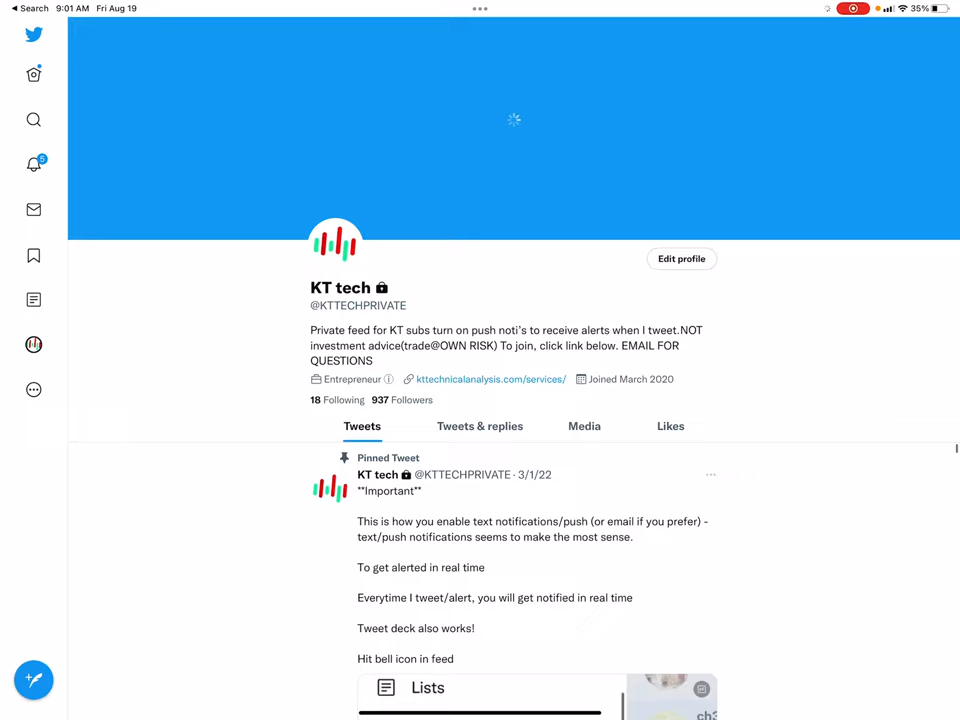 Search 9:01 AM Fri Aug 19
35%
5
Edit profile
KT tech
@KTTECHPRIVATE
Private feed for KT subs turn on push noti's to receive alerts when I tweet.NOT
investment advice(trade@OWN RISK) To join, click link below. EMAIL FOR
QUESTIONS
Entrepreneur kttechnicalanalysis.com/services/ Joined March 2020
18 Following 937 Followers
Tweets Tweets & replies Media Likes
Pinned Tweet
KT tech @KTTECHPRIVATE · 3/1/22
**Important**
This is how you enable text notifications/push (or email if you prefer) -
text/push notifications seems to make the most sense.
To get alerted in real time
Everytime I tweet/alert, you will get notified in real time
Tweet deck also works!
Hit bell icon in feed
Lists